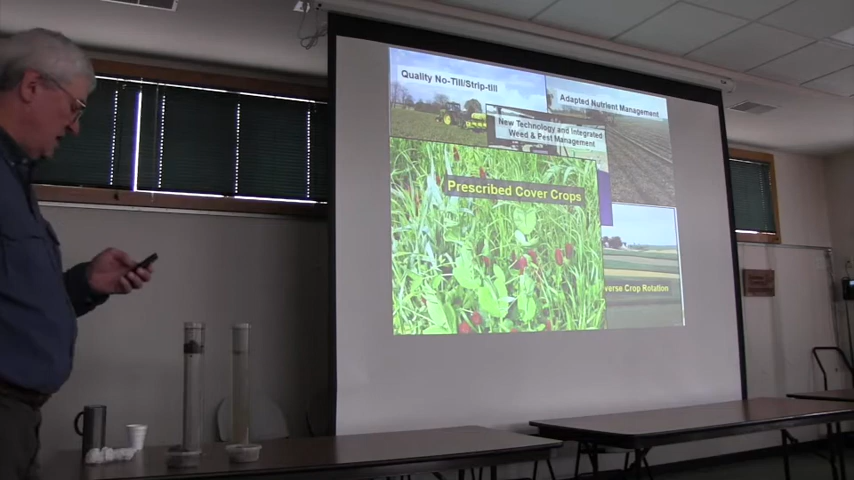 Quality No-Till/Strip-till
Adapted Nutrient Management
New Technology and Integrated
Weed & Pest Management
Prescribed Cover Crops
verse Crop Rotation